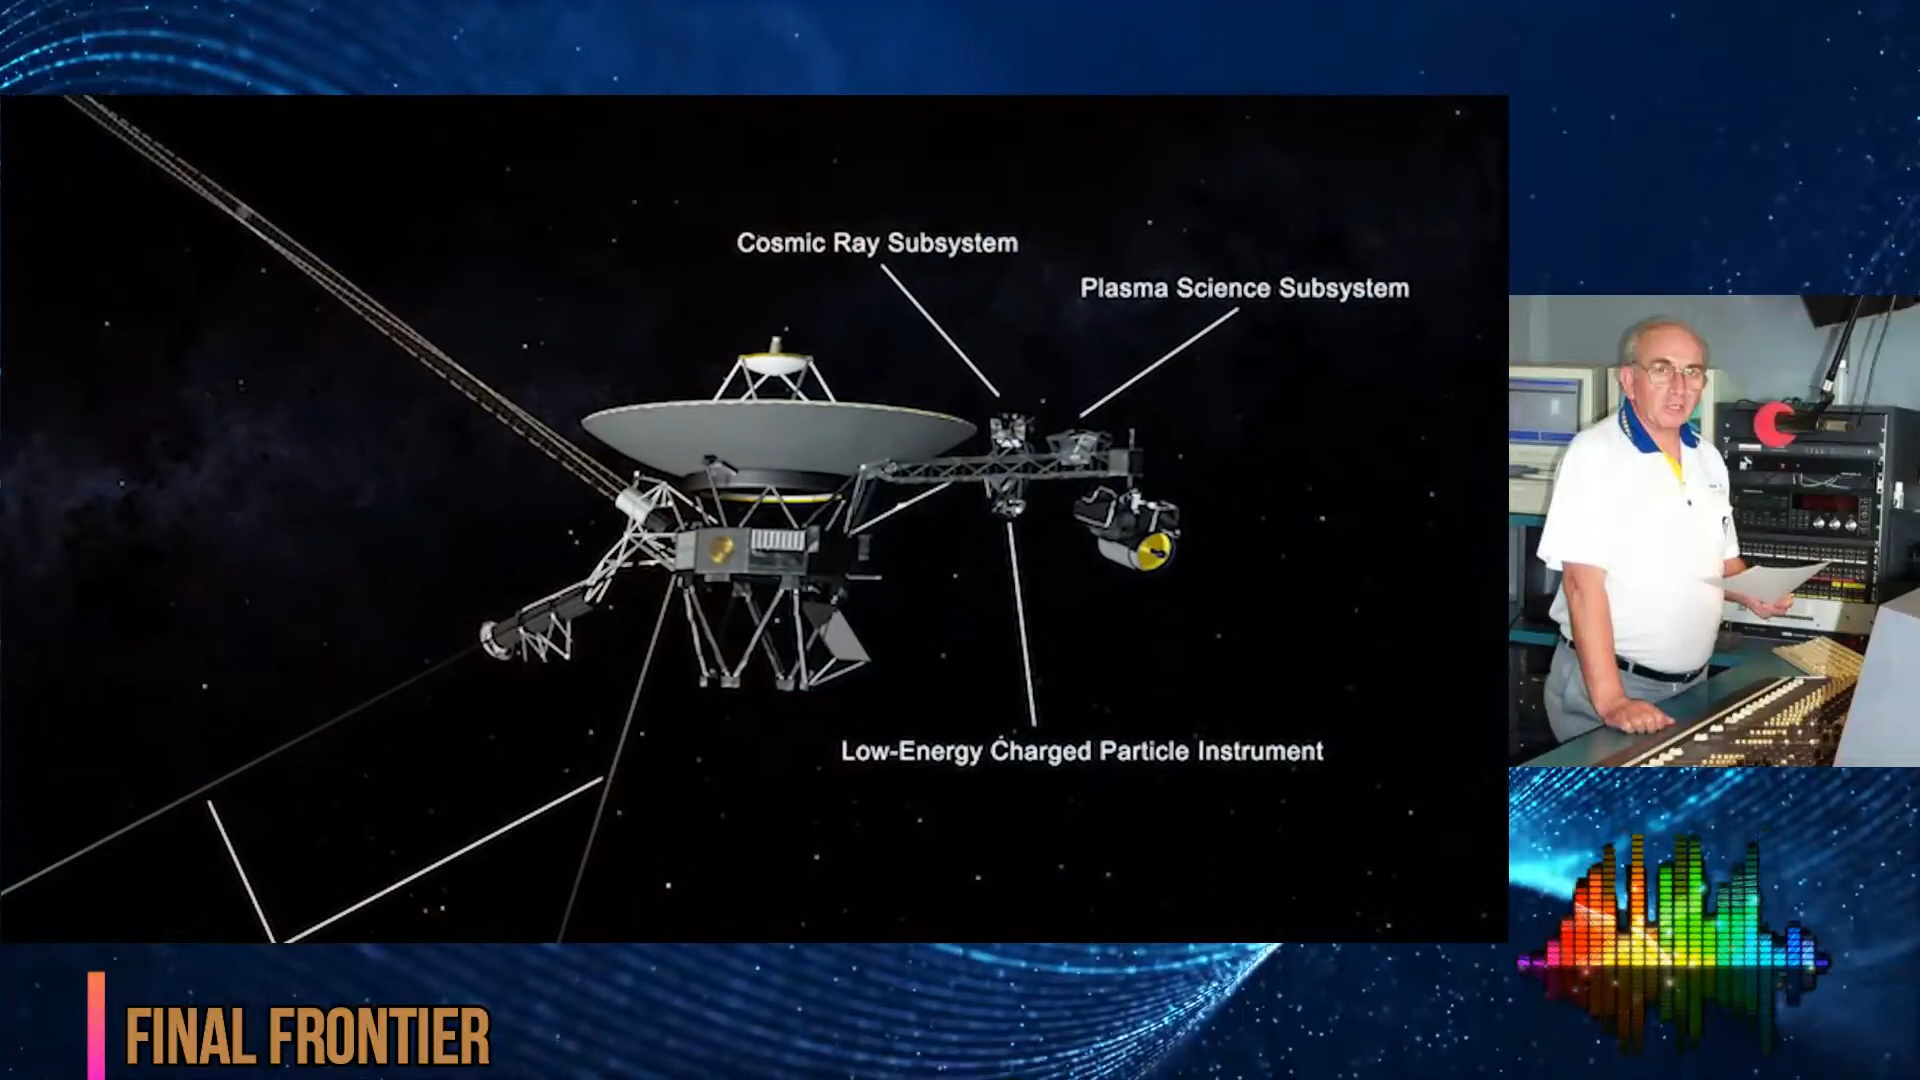 Cosmic Ray Subsystem
Plasma Science Subsystem
Low-Energy Charged Particle Instrument
FINAL FRONTIER